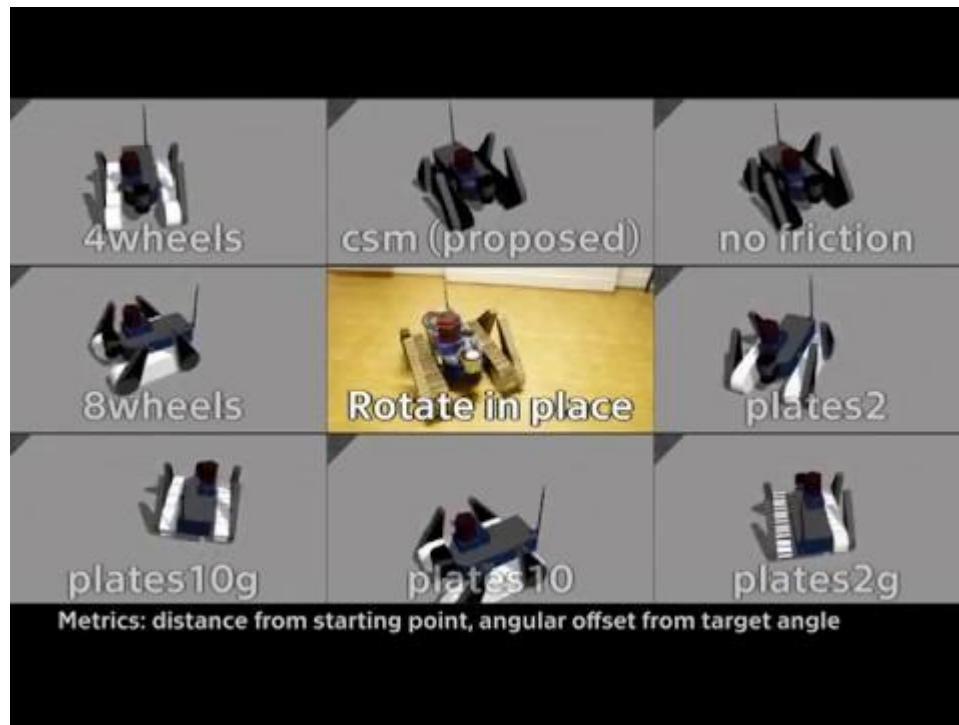 4wheels
csm (proposed)
no friction
8wheels
Rotate in place
plates2
plates10g
plates10
plates2g
Metrics: distance from starting point, angular offset from target angle